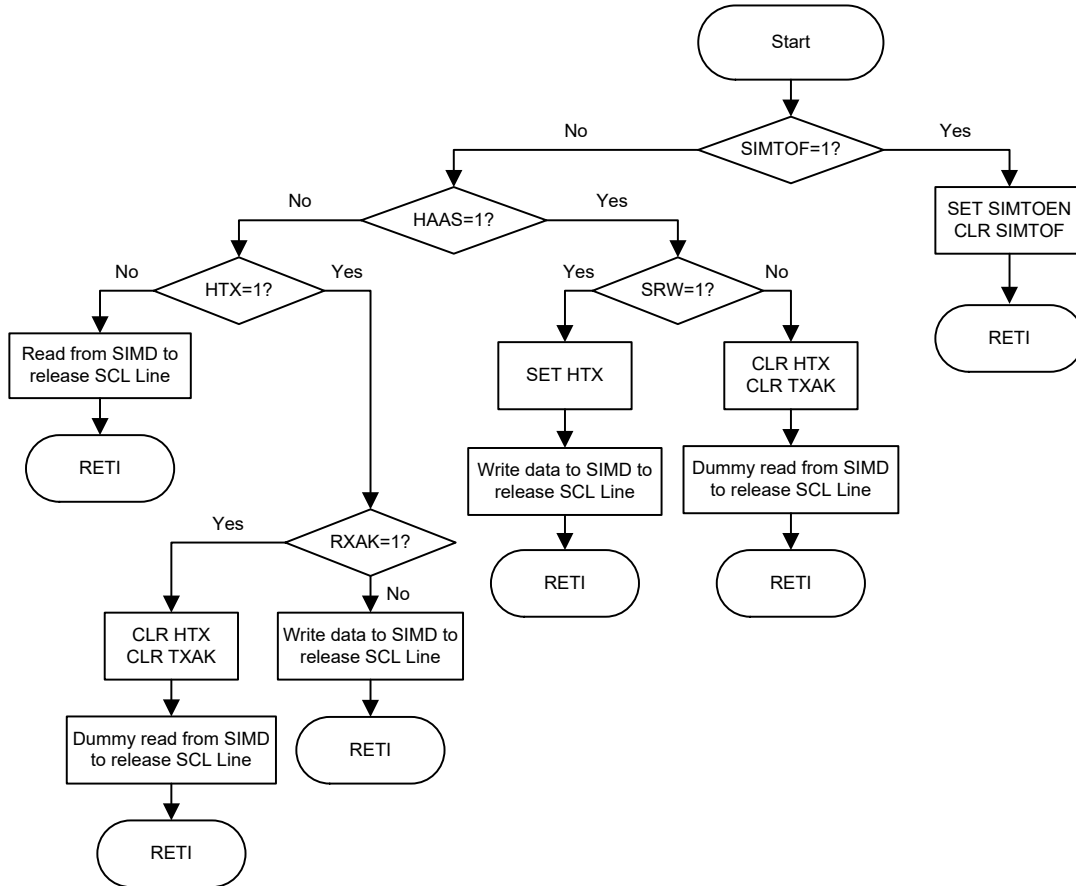 Start
No
SIMTOF=1?
Yes
No
HAAS=1?
Yes
SET SIMTOEN
CLR SIMTOF
RETI
No
HTX=1?
Yes
Yes
SRW=1?
No
Read from SIMD to
release SCL Line
RETI
SET HTX
CLR HTX
CLR TXAK
Write data to SIMD to
release SCL Line
Dummy read from SIMD
to release SCL Line
RETI
RETI
Yes
RXAK=1?
No
CLR HTX
CLR TXAK
Write data to SIMD to
release SCL Line
Dummy read from SIMD
to release SCL Line
RETI
RETI